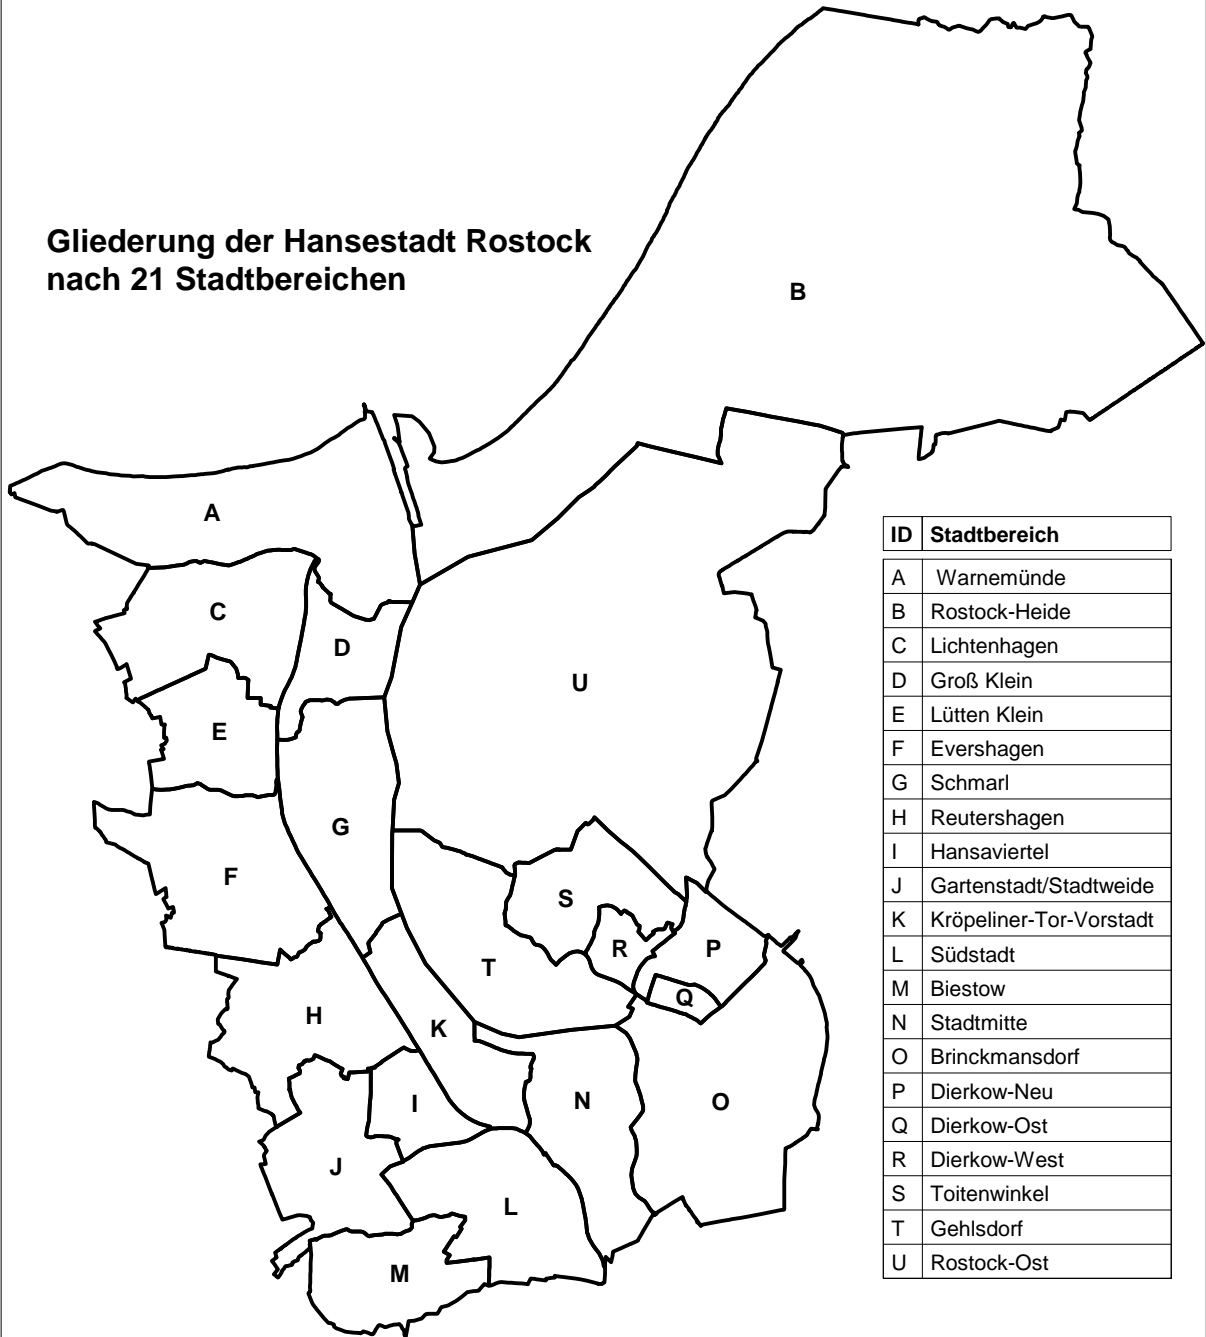 Gliederung der Hansestadt Rostock
nach 21 Stadtbereichen
B
A
C
D
U
E
G
F
S
R
P
T
Q
H
K
I
N
O
J
L
M
ID Stadtbereich
A Warnemünde
B Rostock-Heide
C Lichtenhagen
D Groß Klein
E Lütten Klein
F Evershagen
G Schmarl
H Reutershagen
I Hansaviertel
J Gartenstadt/Stadtweide
K Kröpeliner-Tor-Vorstadt
L Südstadt
M Biestow
N Stadtmitte
O Brinckmansdorf
P Dierkow-Neu
Q Dierkow-Ost
R Dierkow-West
S Toitenwinkel
T Gehlsdorf
U Rostock-Ost